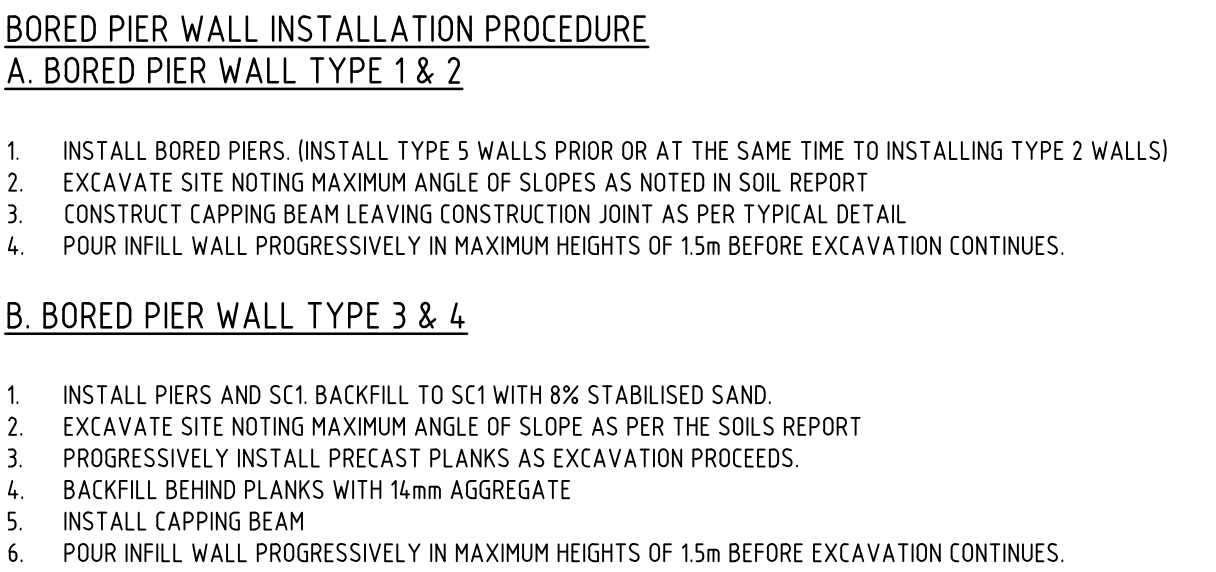 BORED PIER WALL INSTALLATION PROCEDURE
A. BORED PIER WALL TYPE 1 & 2
1. INSTALL BORED PIERS. (INSTALL TYPE 5 WALLS PRIOR OR AT THE SAME TIME TO INSTALLING TYPE 2 WALLS)
2. EXCAVATE SITE NOTING MAXIMUM ANGLE OF SLOPES AS NOTED IN SOIL REPORT
3. CONSTRUCT CAPPING BEAM LEAVING CONSTRUCTION JOINT AS PER TYPICAL DETAIL
4. POUR INFILL WALL PROGRESSIVELY IN MAXIMUM HEIGHTS OF 1.5m BEFORE EXCAVATION CONTINUES.
B. BORED PIER WALL TYPE 3 & 4
1. INSTALL PIERS AND SC1. BACKFILL TO SC1 WITH 8% STABILISED SAND.
2. EXCAVATE SITE NOTING MAXIMUM ANGLE OF SLOPE AS PER THE SOILS REPORT
3. PROGRESSIVELY INSTALL PRECAST PLANKS AS EXCAVATION PROCEEDS.
4. BACKFILL BEHIND PLANKS WITH 14mm AGGREGATE
5. INSTALL CAPPING BEAM
6. POUR INFILL WALL PROGRESSIVELY IN MAXIMUM HEIGHTS OF 1.5m BEFORE EXCAVATION CONTINUES.